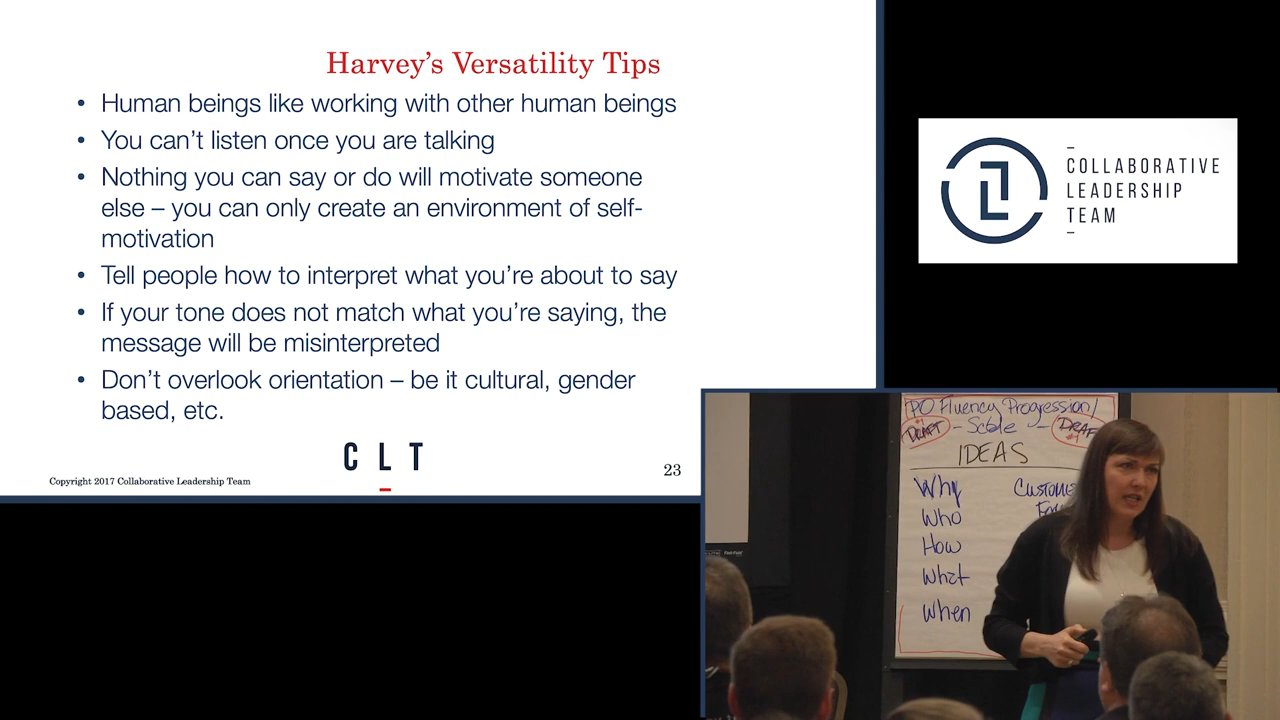 Harvey's Versatility Tips
• Human beings like working with other human beings
• You can't listen once you are talking
• Nothing you can say or do will motivate someone
else – you can only create an environment of self-
motivation
• Tell people how to interpret what you're about to say
• If your tone does not match what you're saying, the
message will be misinterpreted
• Don't overlook orientation – be it cultural, gender
based, etc.
CLT
Copyright 2017 Collaborative Leadership Team
23
COLLABORATIVE
LEADERSHIP
TEAM
PO Fluency Progression/
#1 DRAFT – Scale – DRAF
#1
IDEAS
Why
Who
How
What
When